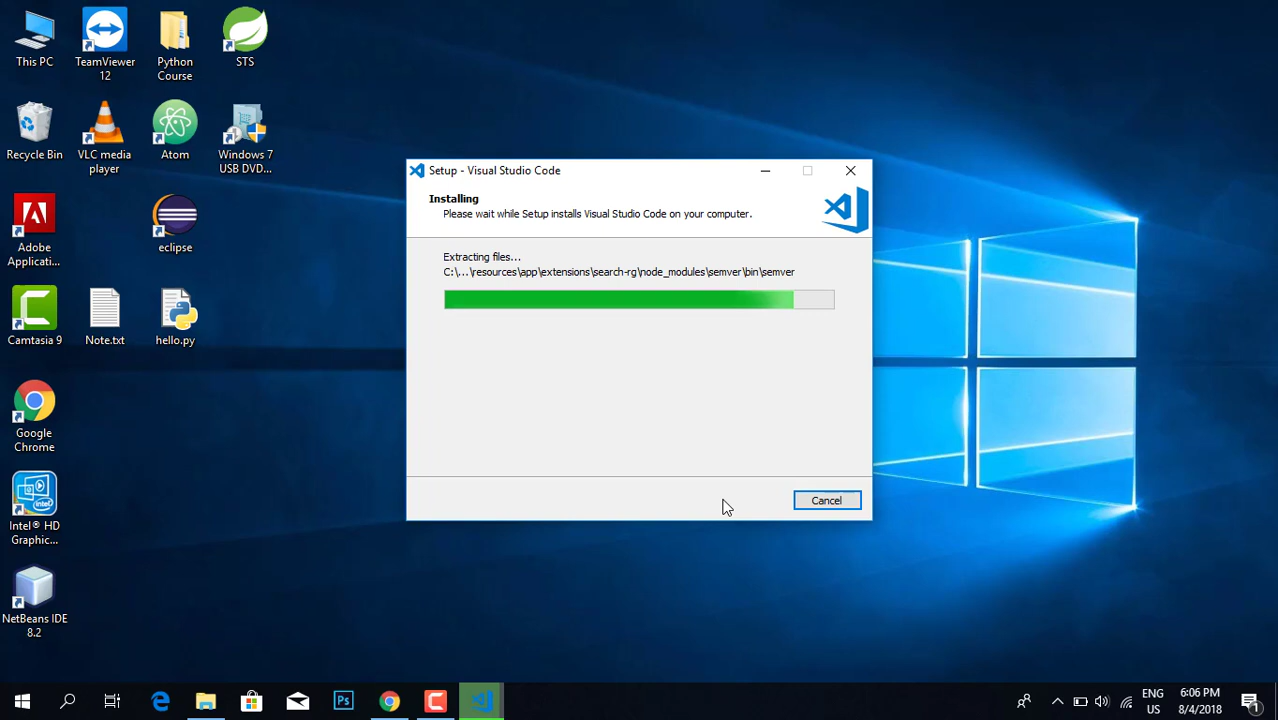 This PC
TeamViewer
12
Python
Course
STS
Recycle Bin
VLC media
player
Atom
Windows 7
USB DVD...
Adobe
Applicati...
eclipse
Camtasia 9
Note.txt
hello.py
Google
Chrome
Intel® HD
Graphic...
NetBeans IDE
8.2
Setup - Visual Studio Code
Installing
Please wait while Setup installs Visual Studio Code on your computer.
Extracting files...
C:\...\resources\app\extensions\search-rg\node_modules\semver\bin\semver
Cancel
Ps
ENG
US
6:06 PM
8/4/2018
1